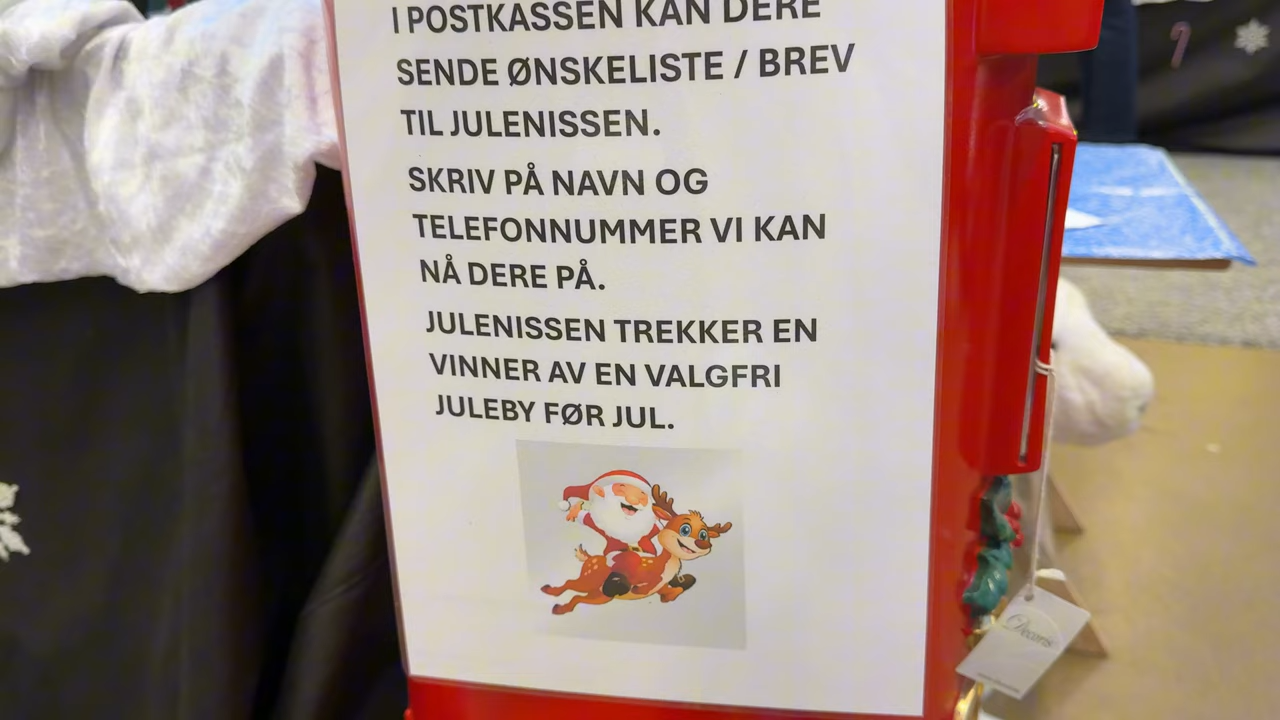 I POSTKASSEN KAN DERE
SENDE ØNSKELISTE / BREV
TIL JULENISSEN.
SKRIV PÅ NAVN OG
TELEFONNUMMER VI KAN
NÅ DERE PÅ.
JULENISSEN TREKKER EN
VINNER AV EN VALGFRI
JULEBY FØR JUL.